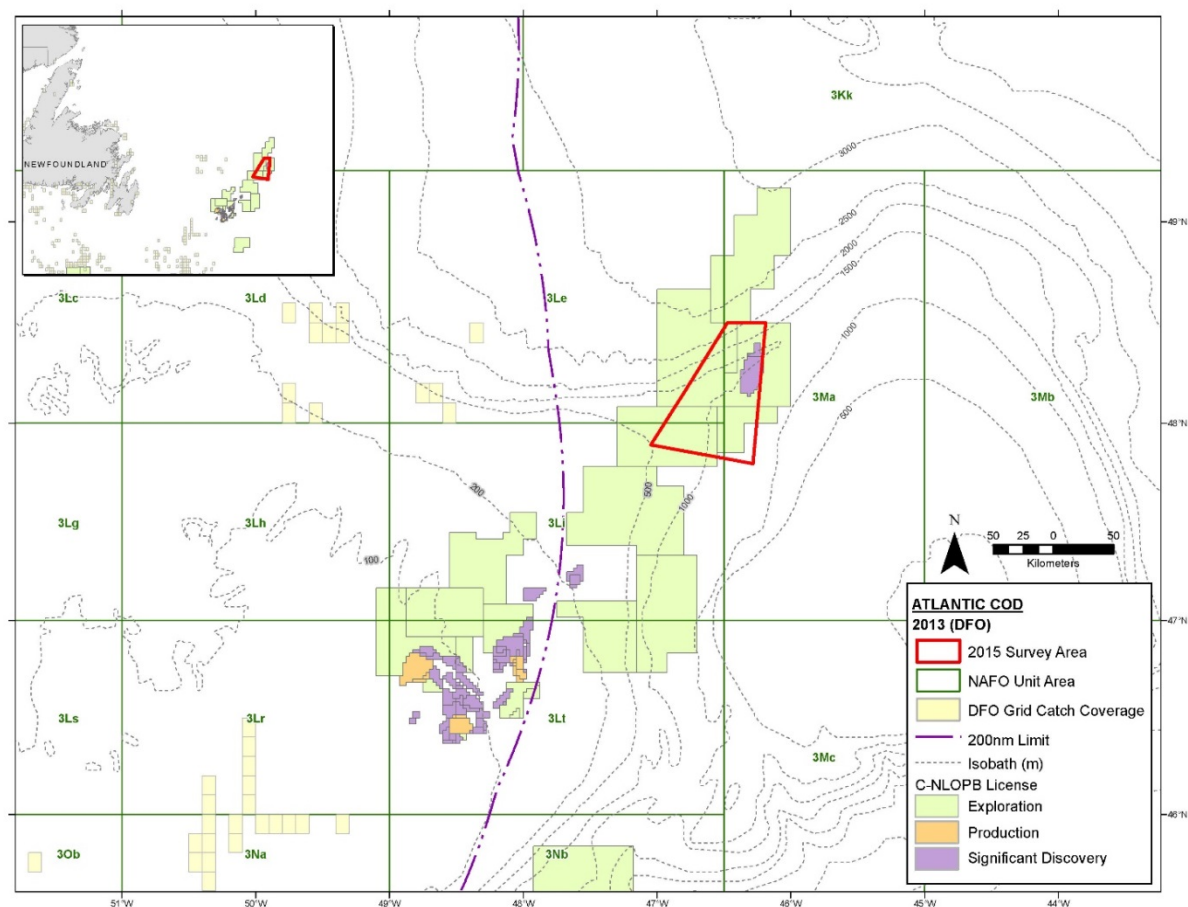 NEWFOUNDLAND
3Kk
3000
49°N
2500
2000
1500
3Lc
3Ld
3Le
1000
3Ma
3Mb
500
48°N
200
500
1000
3Lg
3Lh
3Li
100
N
50 25 0 50
Kilometers
47°N
ATLANTIC COD
2013 (DFO)
2015 Survey Area
NAFO Unit Area
DFO Grid Catch Coverage
200nm Limit
Isobath (m)
C-NLOPB License
Exploration
Production
Significant Discovery
3Ls
3Lr
3Lt
3Mc
46°N
3Ob
3Na
3Nb
51°W
50°W
49°W
48°W
47°W
46°W
45°W
44°W